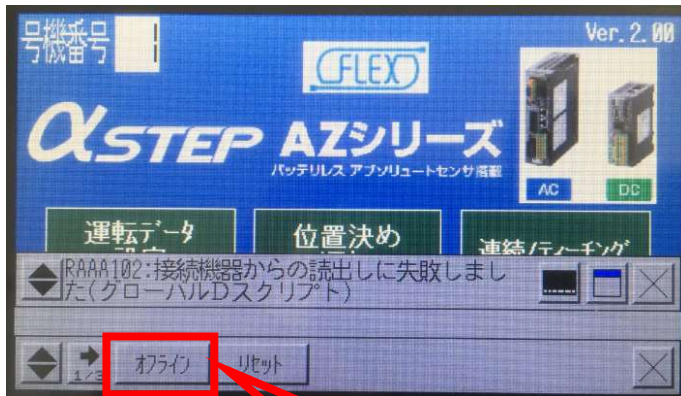 号機番号 1
Ver.2.00
FLEX
αSTEP AZシリーズ
バッテリレス アブソリュートセンサ搭載
AC DC
運転データ
位置決め
連続/ティーチング
RAAA102:接続機器からの読出しに失敗しまし
た(グローバルDスクリプト)
1/3 オフライン リセット